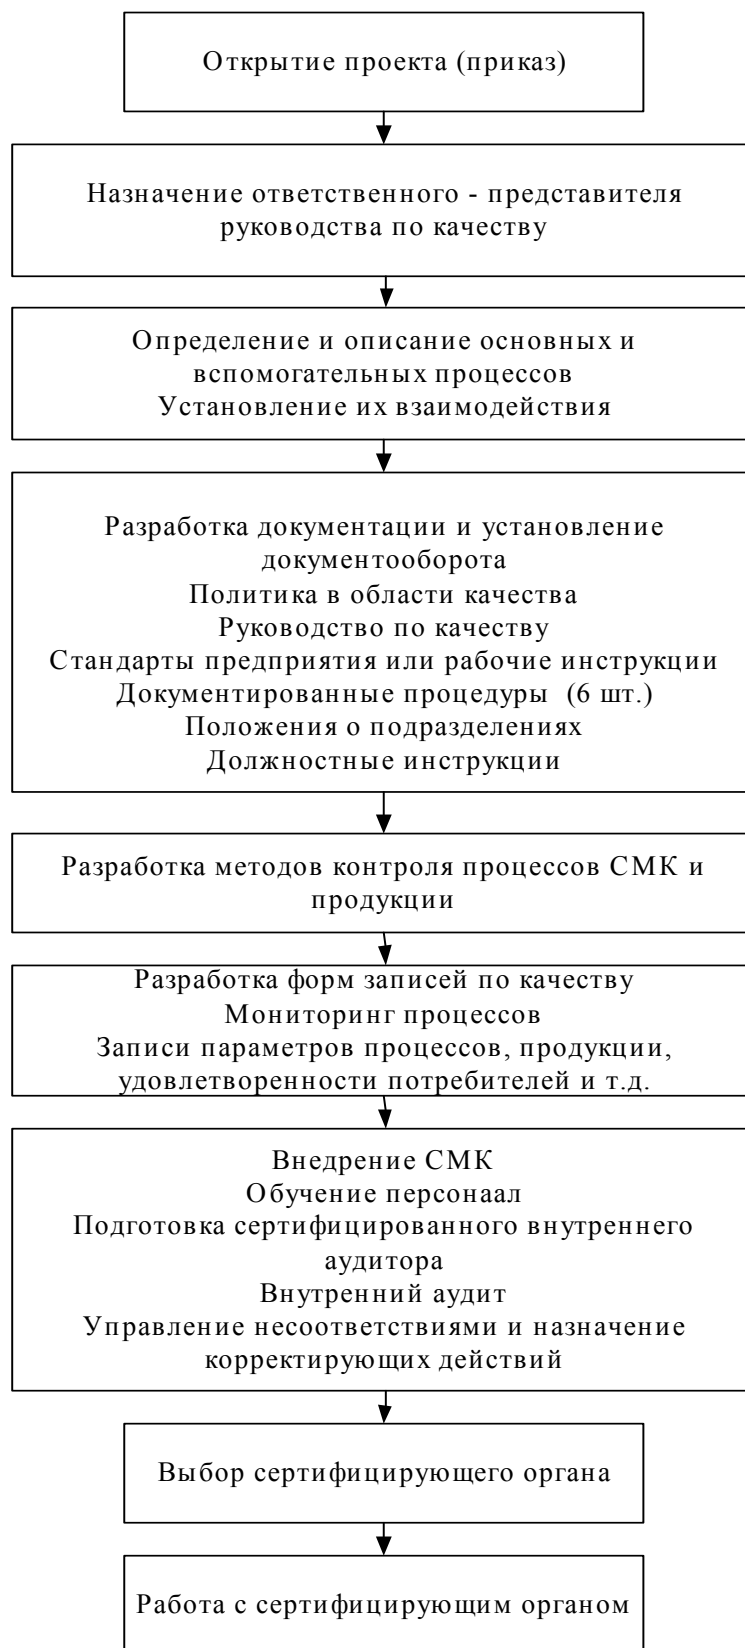 Открытие проекта (приказ)
Назначение ответственного - представителя
руководства по качеству
Определение и описание основных и
вспомогательных процессов
Установление их взаимодействия
Разработка документации и установление
документооборота
Политика в области качества
Руководство по качеству
Стандарты предприятия или рабочие инструкции
Документированные процедуры (6 шт.)
Положения о подразделениях
Должностные инструкции
Разработка методов контроля процессов СМК и
продукции
Разработка форм записей по качеству
Мониторинг процессов
Записи параметров процессов, продукции,
удовлетворенности потребителей и т.д.
Внедрение СМК
Обучение персонаал
Подготовка сертифицированного внутреннего
аудитора
Внутренний аудит
Управление несоответствиями и назначение
корректирующих действий
Выбор сертифицирующего органа
Работа с сертифицирующим органом